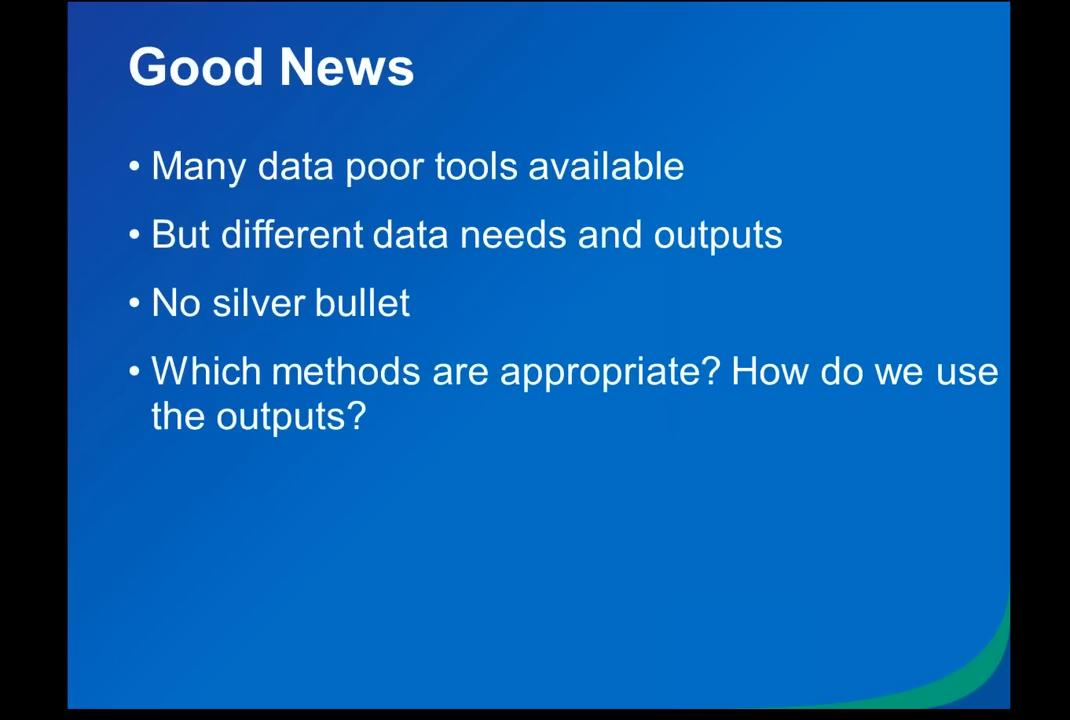 Good News
• Many data poor tools available
• But different data needs and outputs
• No silver bullet
• Which methods are appropriate? How do we use
the outputs?